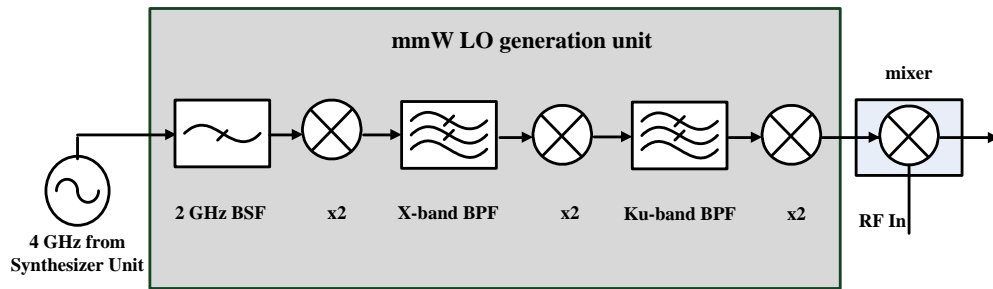 mmW LO generation unit
mixer
2 GHz BSF
x2
X-band BPF
x2
Ku-band BPF
x2
RF In
4 GHz from
Synthesizer Unit